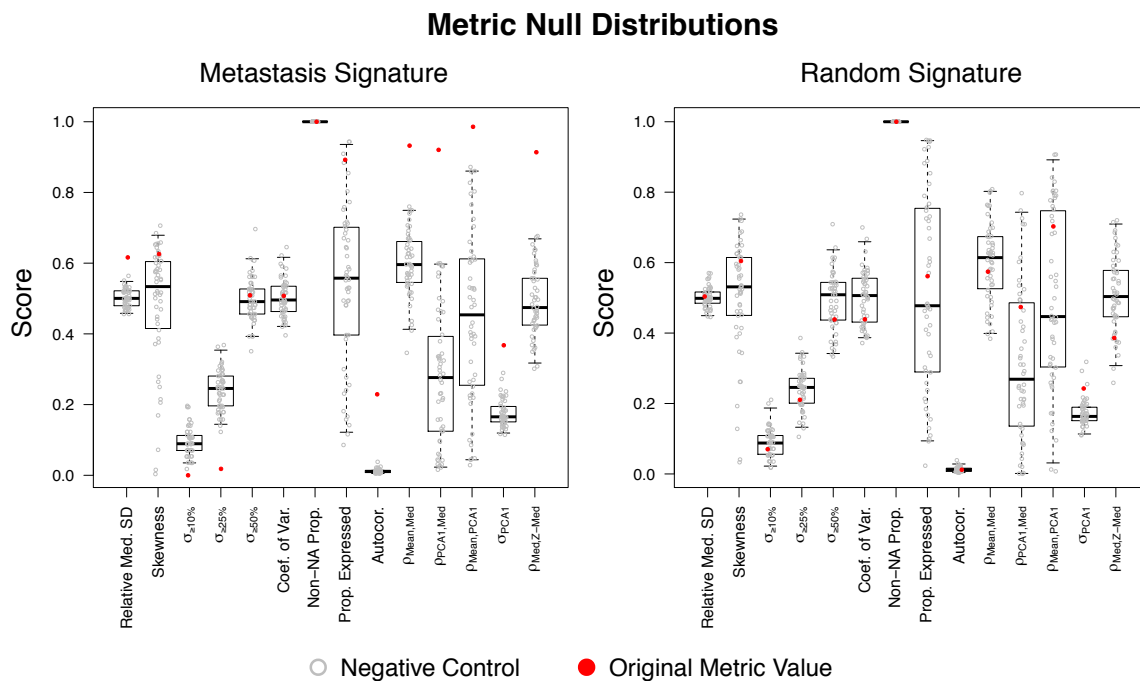 Metric Null Distributions
Metastasis Signature
Random Signature
Score
1.0
0.8
0.6
0.4
0.2
0.0
Relative Med. SD
Skewness
σ≥10%
σ≥25%
σ≥50%
Coef. of Var.
Non−NA Prop.
Prop. Expressed
Autocor.
ρMean,Med
ρPCA1,Med
ρMean,PCA1
σPCA1
ρMed,Z−Med
Score
1.0
0.8
0.6
0.4
0.2
0.0
Relative Med. SD
Skewness
σ≥10%
σ≥25%
σ≥50%
Coef. of Var.
Non−NA Prop.
Prop. Expressed
Autocor.
ρMean,Med
ρPCA1,Med
ρMean,PCA1
σPCA1
ρMed,Z−Med
Negative Control
Original Metric Value